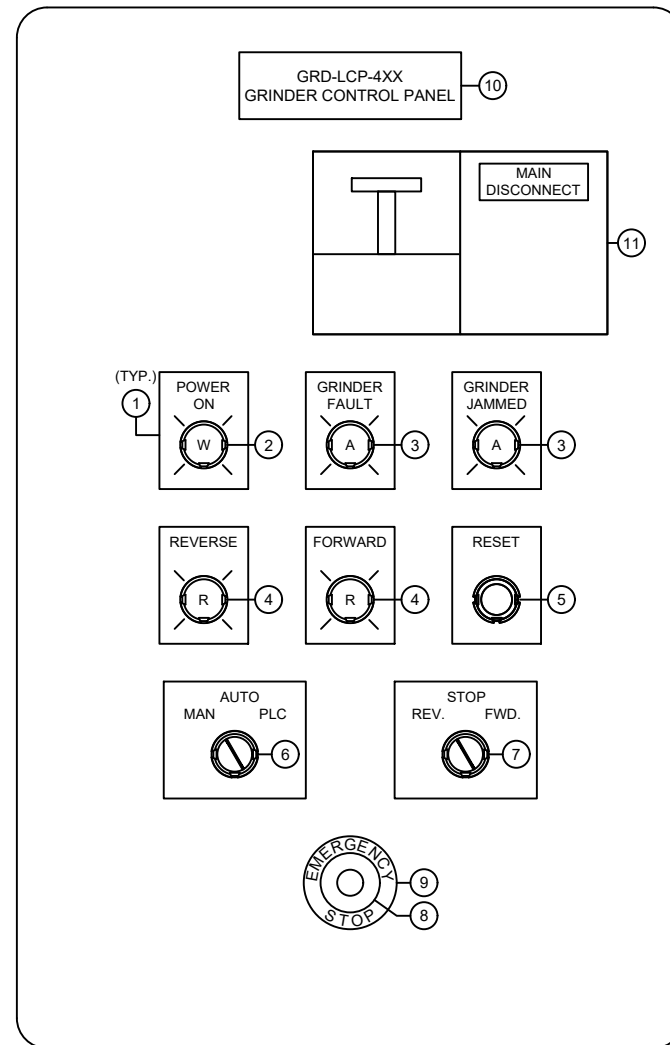 GRD-LCP-4XX
GRINDER CONTROL PANEL
10
MAIN
DISCONNECT
11
(TYP.)
1
POWER
ON
W
2
GRINDER
FAULT
A
3
GRINDER
JAMMED
A
3
REVERSE
R
4
FORWARD
R
4
RESET
5
AUTO
MAN PLC
6
STOP
REV. FWD.
7
EMERGENCY
STOP
9
8